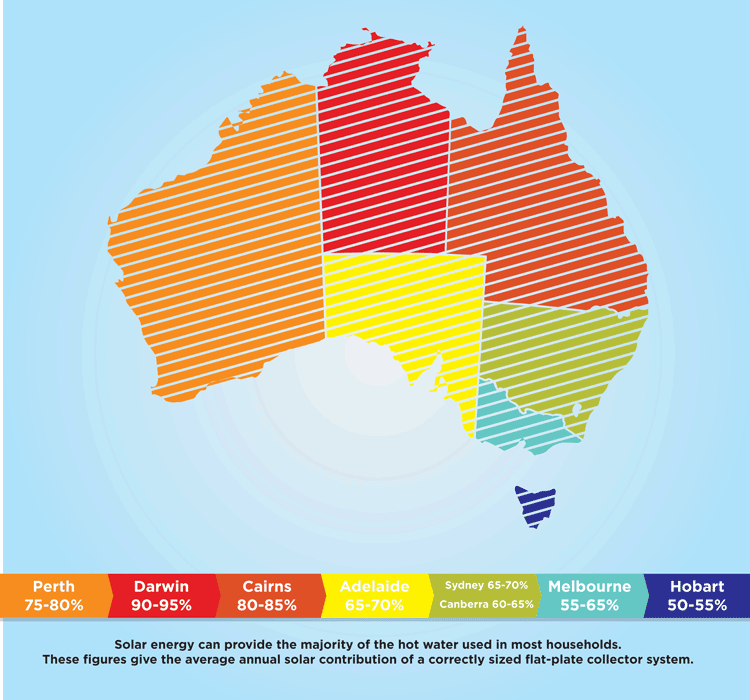 Perth
75-80%
Darwin
90-95%
Cairns
80-85%
Adelaide
65-70%
Sydney 65-70%
Canberra 60-65%
Melbourne
55-65%
Hobart
50-55%
Solar energy can provide the majority of the hot water used in most households.
These figures give the average annual solar contribution of a correctly sized flat-plate collector system.